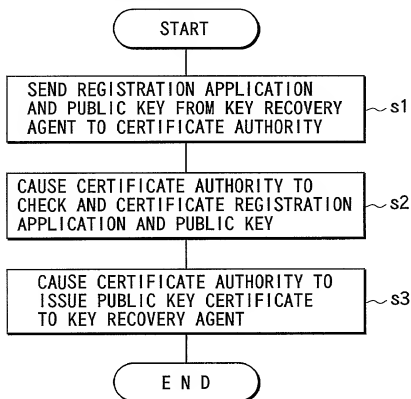 START
SEND REGISTRATION APPLICATION
AND PUBLIC KEY FROM KEY RECOVERY
AGENT TO CERTIFICATE AUTHORITY
s1
CAUSE CERTIFICATE AUTHORITY TO
CHECK AND CERTIFICATE REGISTRATION
APPLICATION AND PUBLIC KEY
s2
CAUSE CERTIFICATE AUTHORITY TO
ISSUE PUBLIC KEY CERTIFICATE
TO KEY RECOVERY AGENT
s3
END